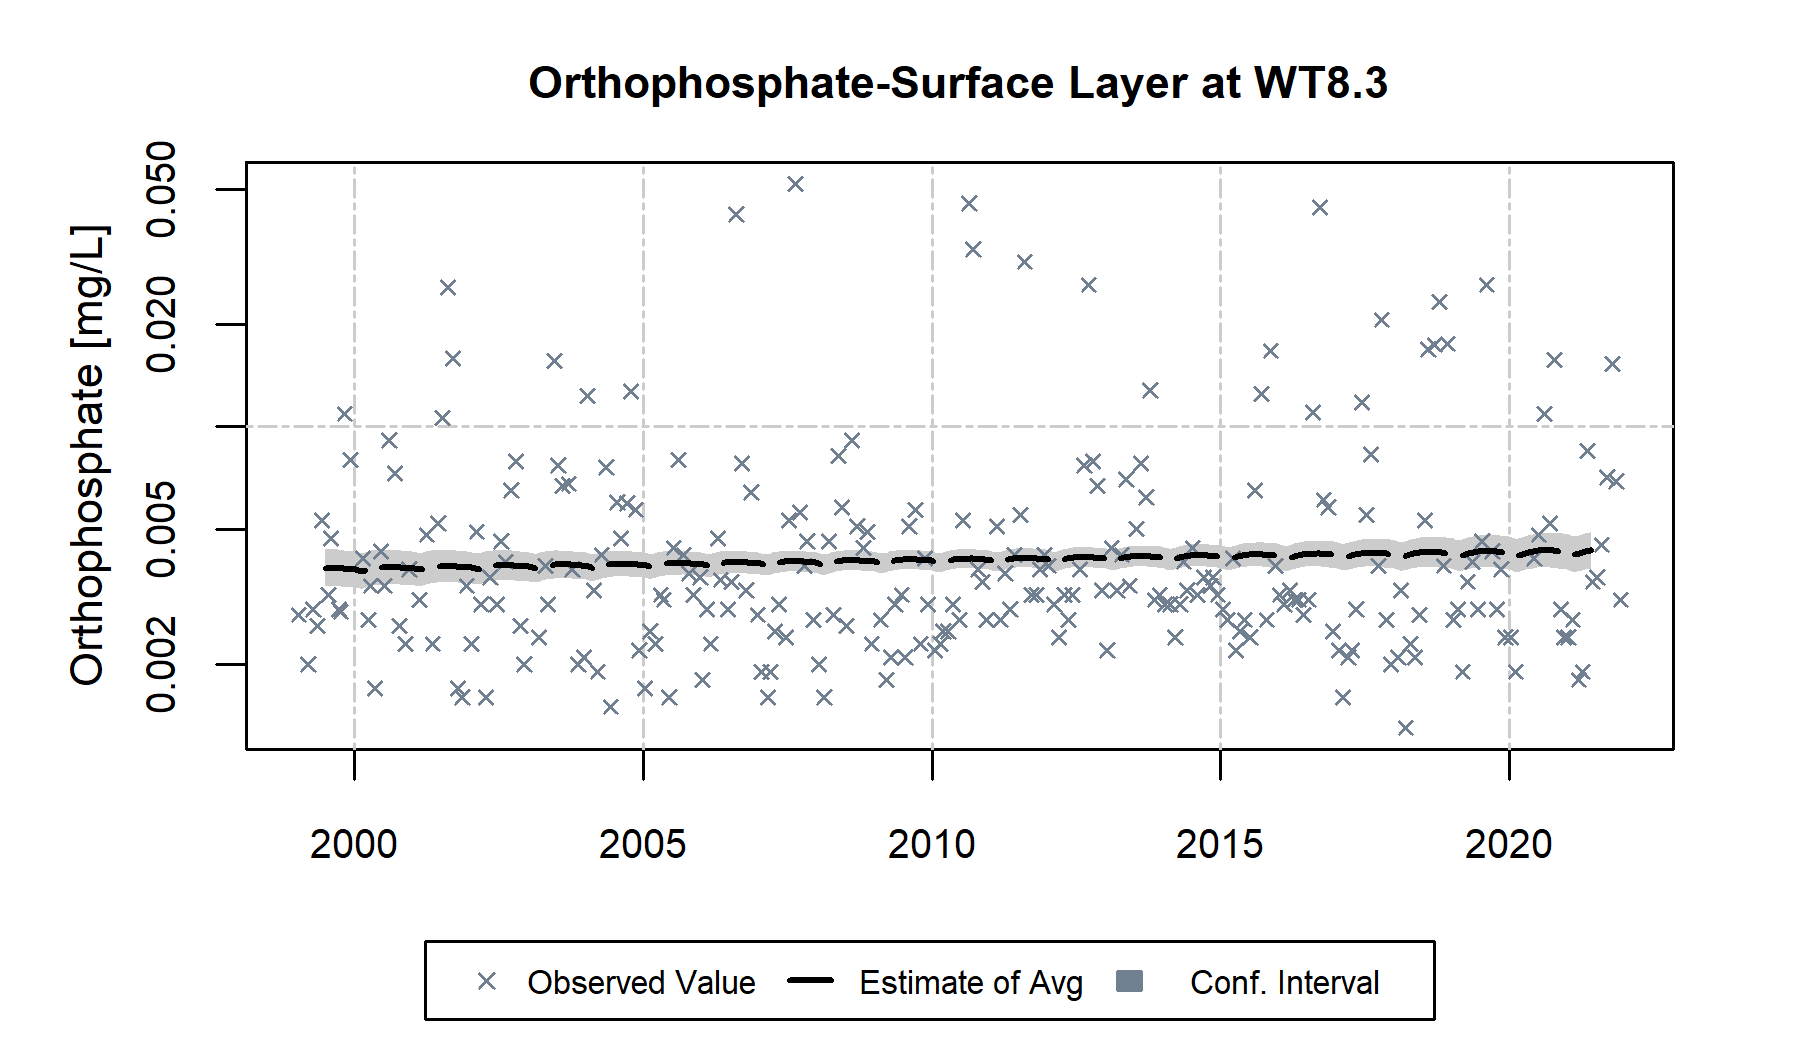 Orthophosphate-Surface Layer at WT8.3
Orthophosphate [mg/L]
0.050
0.020
0.005
0.002
2000 2005 2010 2015 2020
Observed Value Estimate of Avg Conf. Interval